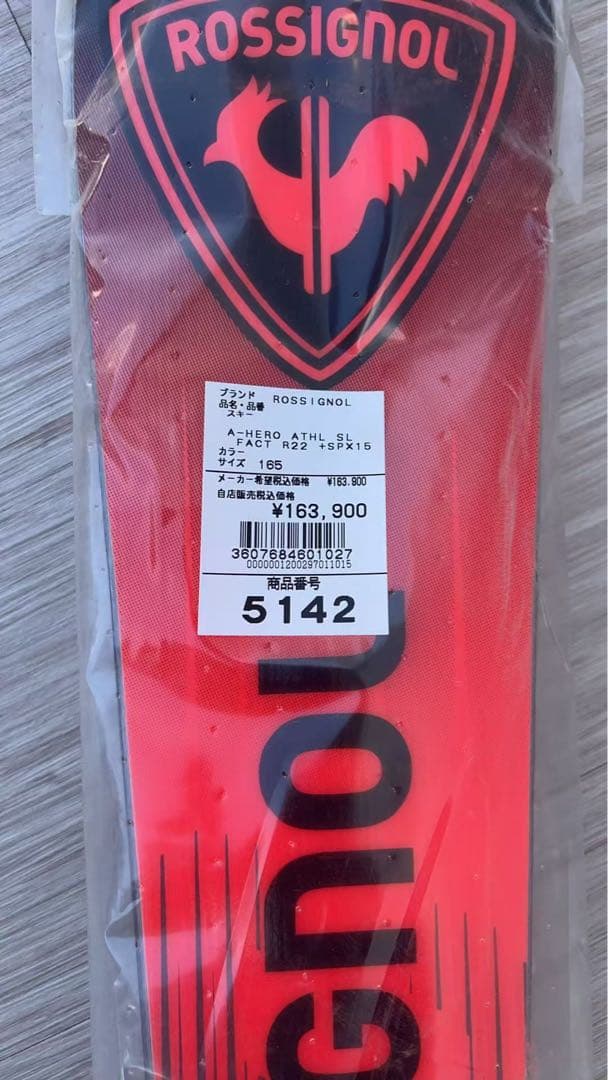 ROSSIGNOL
ブランド ROSSIGNOL
品名・品番
スキー
A-HERO ATHL SL
FACT R22 +SPX15
カラー
サイズ 165
メーカー希望税込価格 ¥163.900
自店販売税込価格
¥163,900
3607684601027
0000001200297011015
商品番号
5142
GNOL